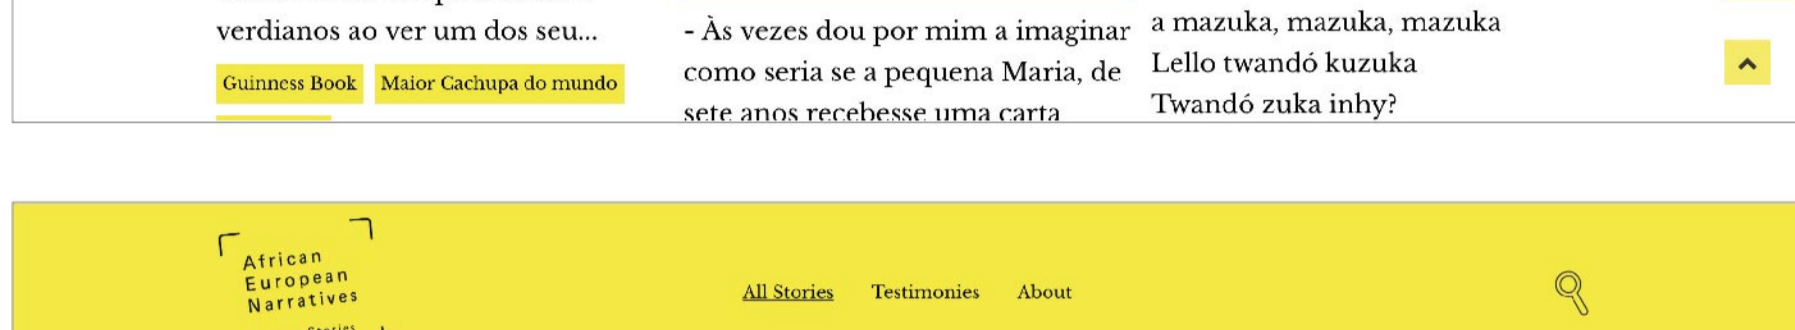 verdianos ao ver um dos seu...
Guinness Book
Maior Cachupa do mundo
- Às vezes dou por mim a imaginar
como seria se a pequena Maria, de
sete anos recebesse uma carta
a mazuka, mazuka, mazuka
Lello twandó kuzuka
Twandó zuka inhy?
African
European
Narratives
All Stories
Testimonies
About